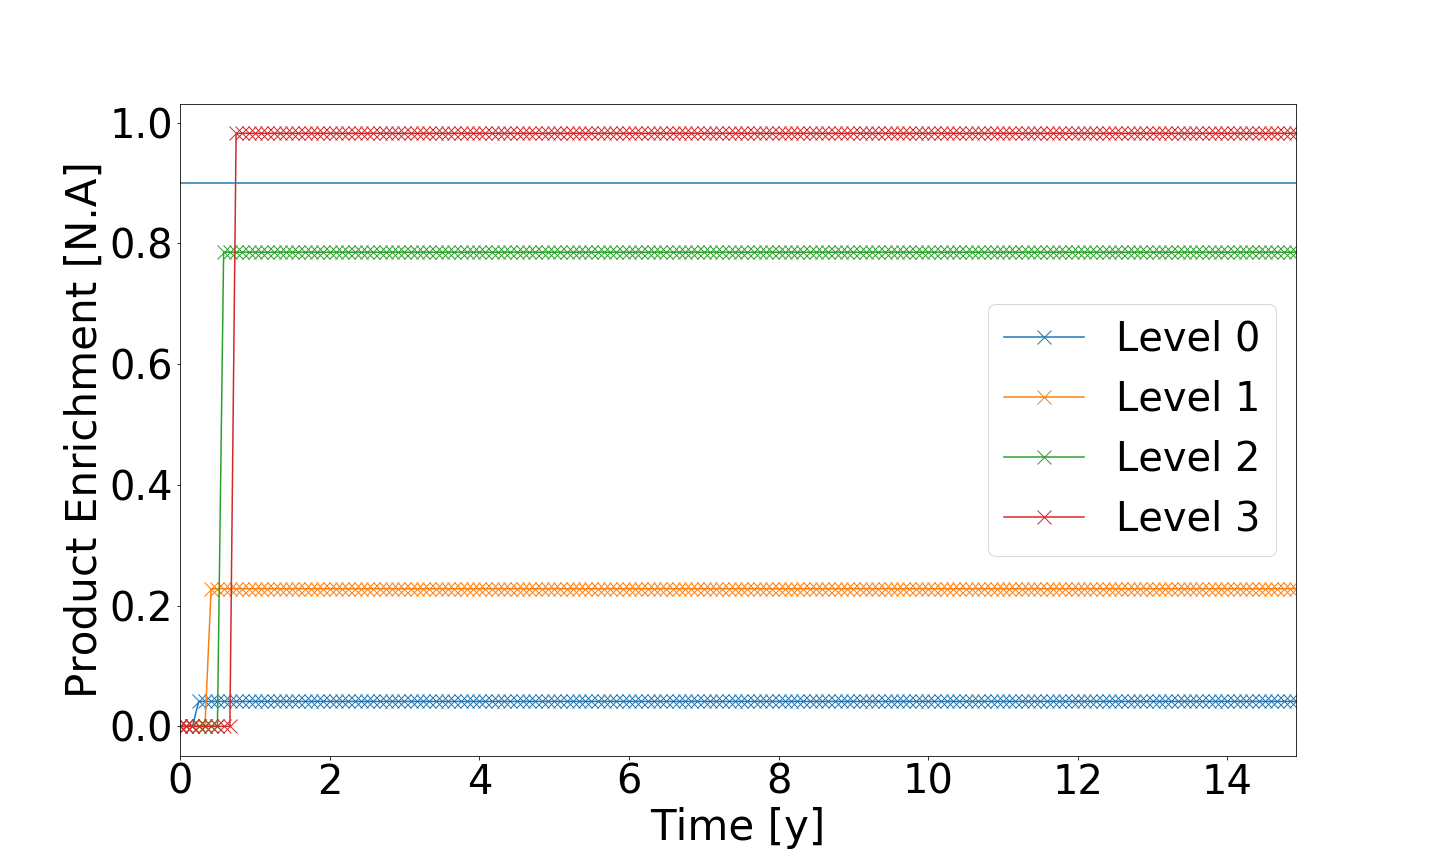 Product Enrichment [N.A]
1.0
0.8
0.6
0.4
0.2
0.0
Level 0
Level 1
Level 2
Level 3
0 2 4 6 8 10 12 14
Time [y]